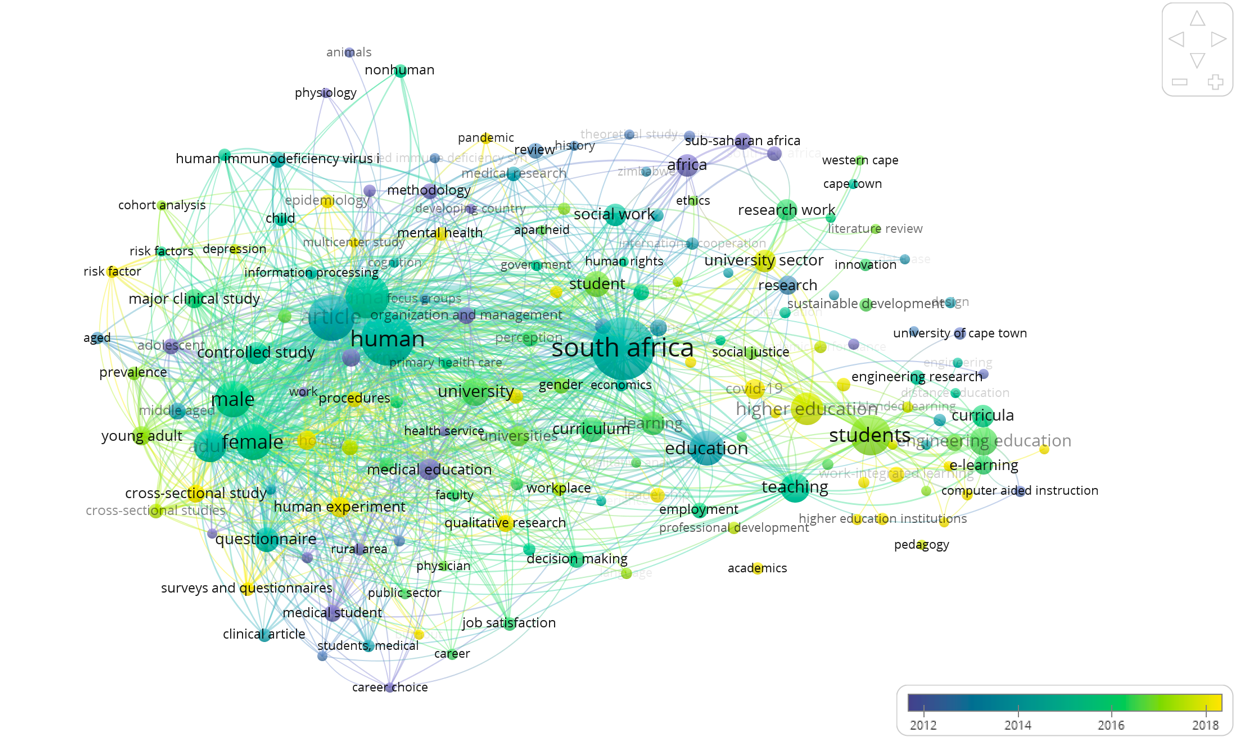 animals
nonhuman
physiology
pandemic
theoretical study
review
history
sub-saharan africa
human immunodeficiency virus i
medical research
zimbabwe
africa
western cape
cape town
methodology
epidemiology
developing country
ethics
cohort analysis
child
social work
research work
literature review
mental health
apartheid
multicenter study
international cooperation
risk factors
depression
cognition
government
human rights
university sector
innovation
risk factor
information processing
student
research
major clinical study
focus groups
sustainable development
design
article
organization and management
university of cape town
aged
adolescent
human
perception
south africa
controlled study
social justice
primary health care
engineering
prevalence
engineering research
work
gender
economics
covid-19
distance education
male
procedures
university
higher education
blended learning
middle aged
curricula
learning
young adult
female
health service
universities
curriculum
students
engineering education
education
medical education
e-learning
work-integrated learning
cross-sectional study
faculty
workplace
teaching
computer aided instruction
cross-sectional studies
human experiment
employment
qualitative research
higher education institutions
professional development
questionnaire
rural area
decision making
pedagogy
physician
academics
surveys and questionnaires
public sector
medical student
job satisfaction
clinical article
students, medical
career
career choice
2012
2014
2016
2018